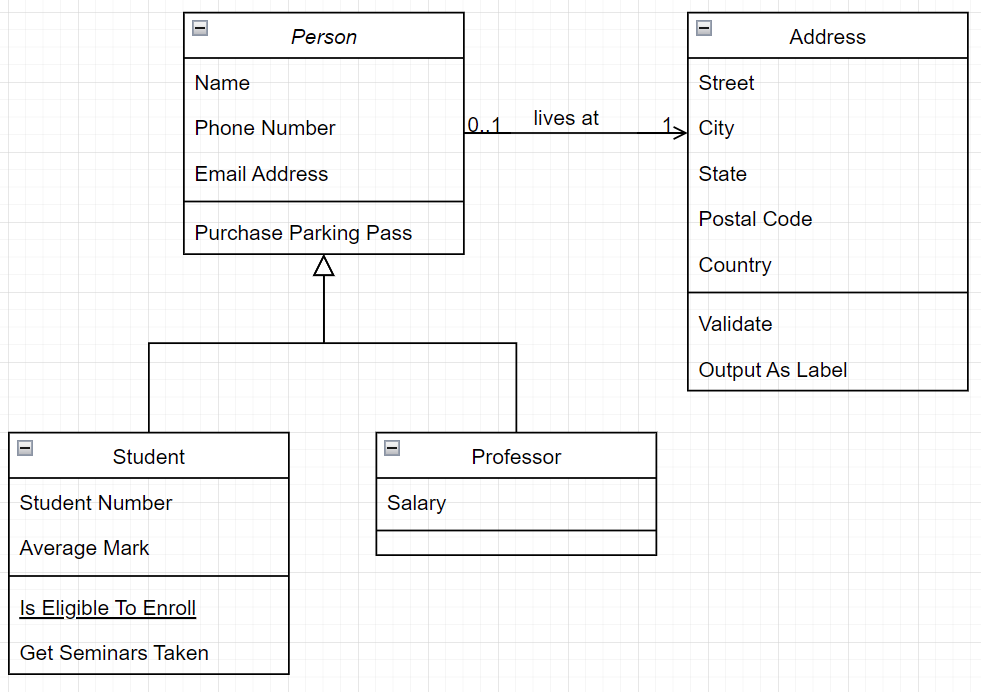 Person
Name
Phone Number
Email Address
Purchase Parking Pass
0..1
lives at
1
Address
Street
City
State
Postal Code
Country
Validate
Output As Label
Student
Student Number
Average Mark
Is Eligible To Enroll
Get Seminars Taken
Professor
Salary